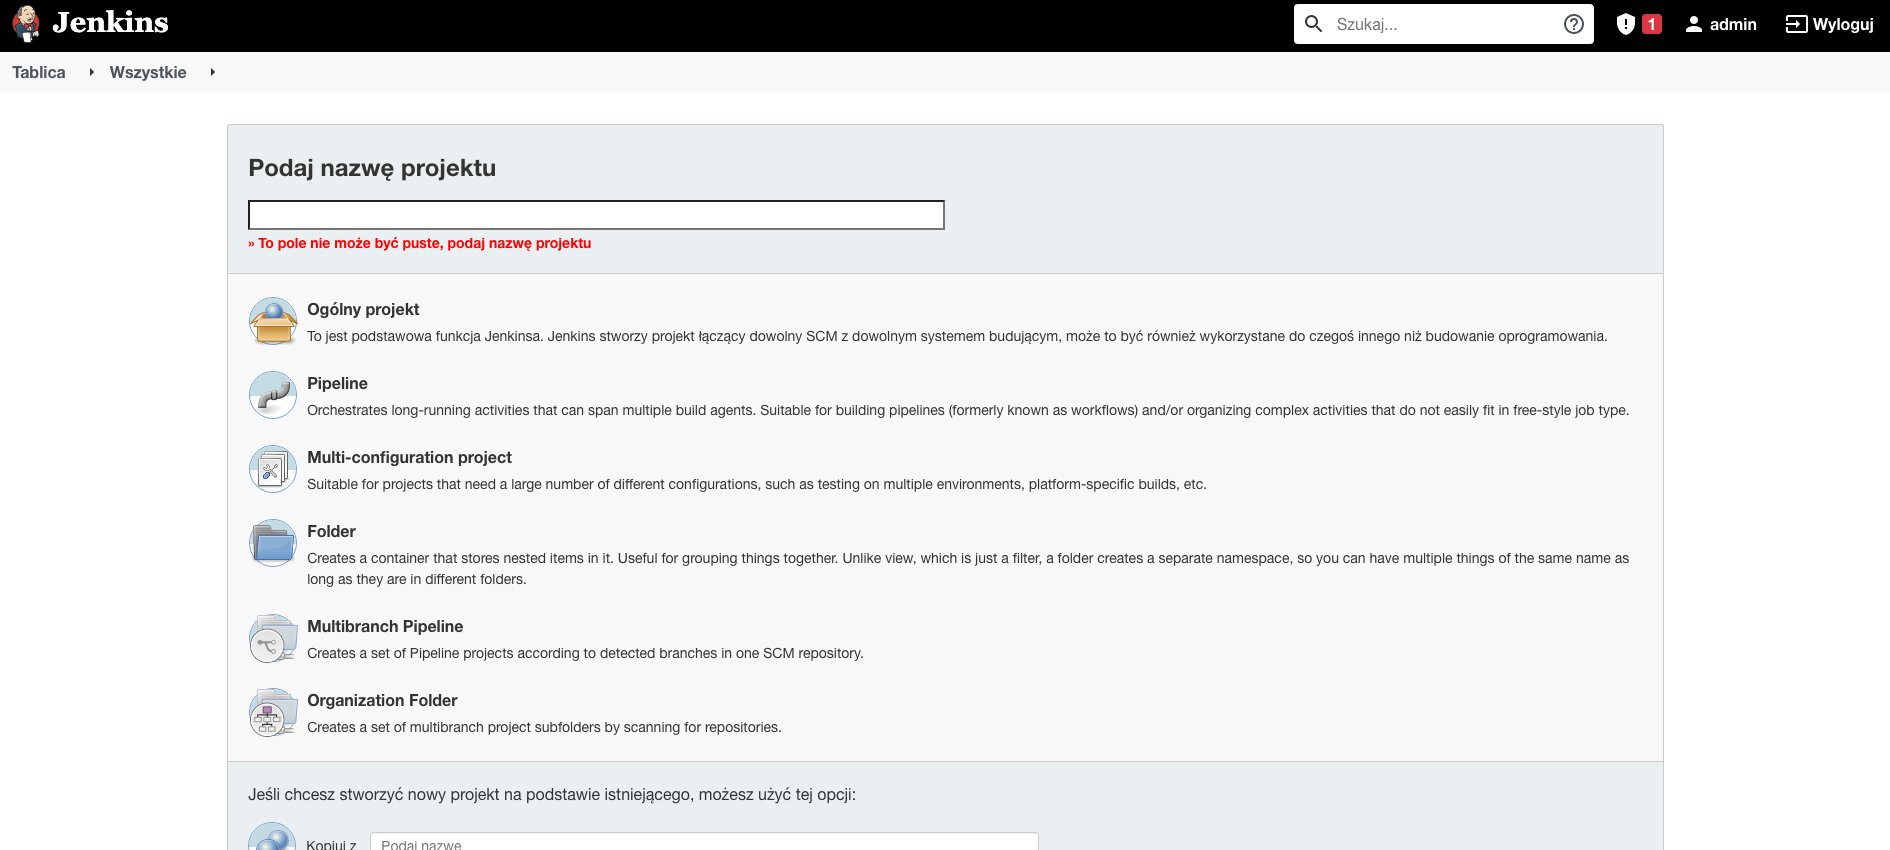 Jenkins
Szukaj...
1
admin
Wyloguj
Tablica
Wszystkie
Podaj nazwę projektu
» To pole nie może być puste, podaj nazwę projektu
Ogólny projekt
To jest podstawowa funkcja Jenkinsa. Jenkins stworzy projekt łączący dowolny SCM z dowolnym systemem budującym, może to być również wykorzystane do czegoś innego niż budowanie oprogramowania.
Pipeline
Orchestrates long-running activities that can span multiple build agents. Suitable for building pipelines (formerly known as workflows) and/or organizing complex activities that do not easily fit in free-style job type.
Multi-configuration project
Suitable for projects that need a large number of different configurations, such as testing on multiple environments, platform-specific builds, etc.
Folder
Creates a container that stores nested items in it. Useful for grouping things together. Unlike view, which is just a filter, a folder creates a separate namespace, so you can have multiple things of the same name as
long as they are in different folders.
Multibranch Pipeline
Creates a set of Pipeline projects according to detected branches in one SCM repository.
Organization Folder
Creates a set of multibranch project subfolders by scanning for repositories.
Jeśli chcesz stworzyć nowy projekt na podstawie istniejącego, możesz użyć tej opcji:
Kopiuj z
Podaj nazwę